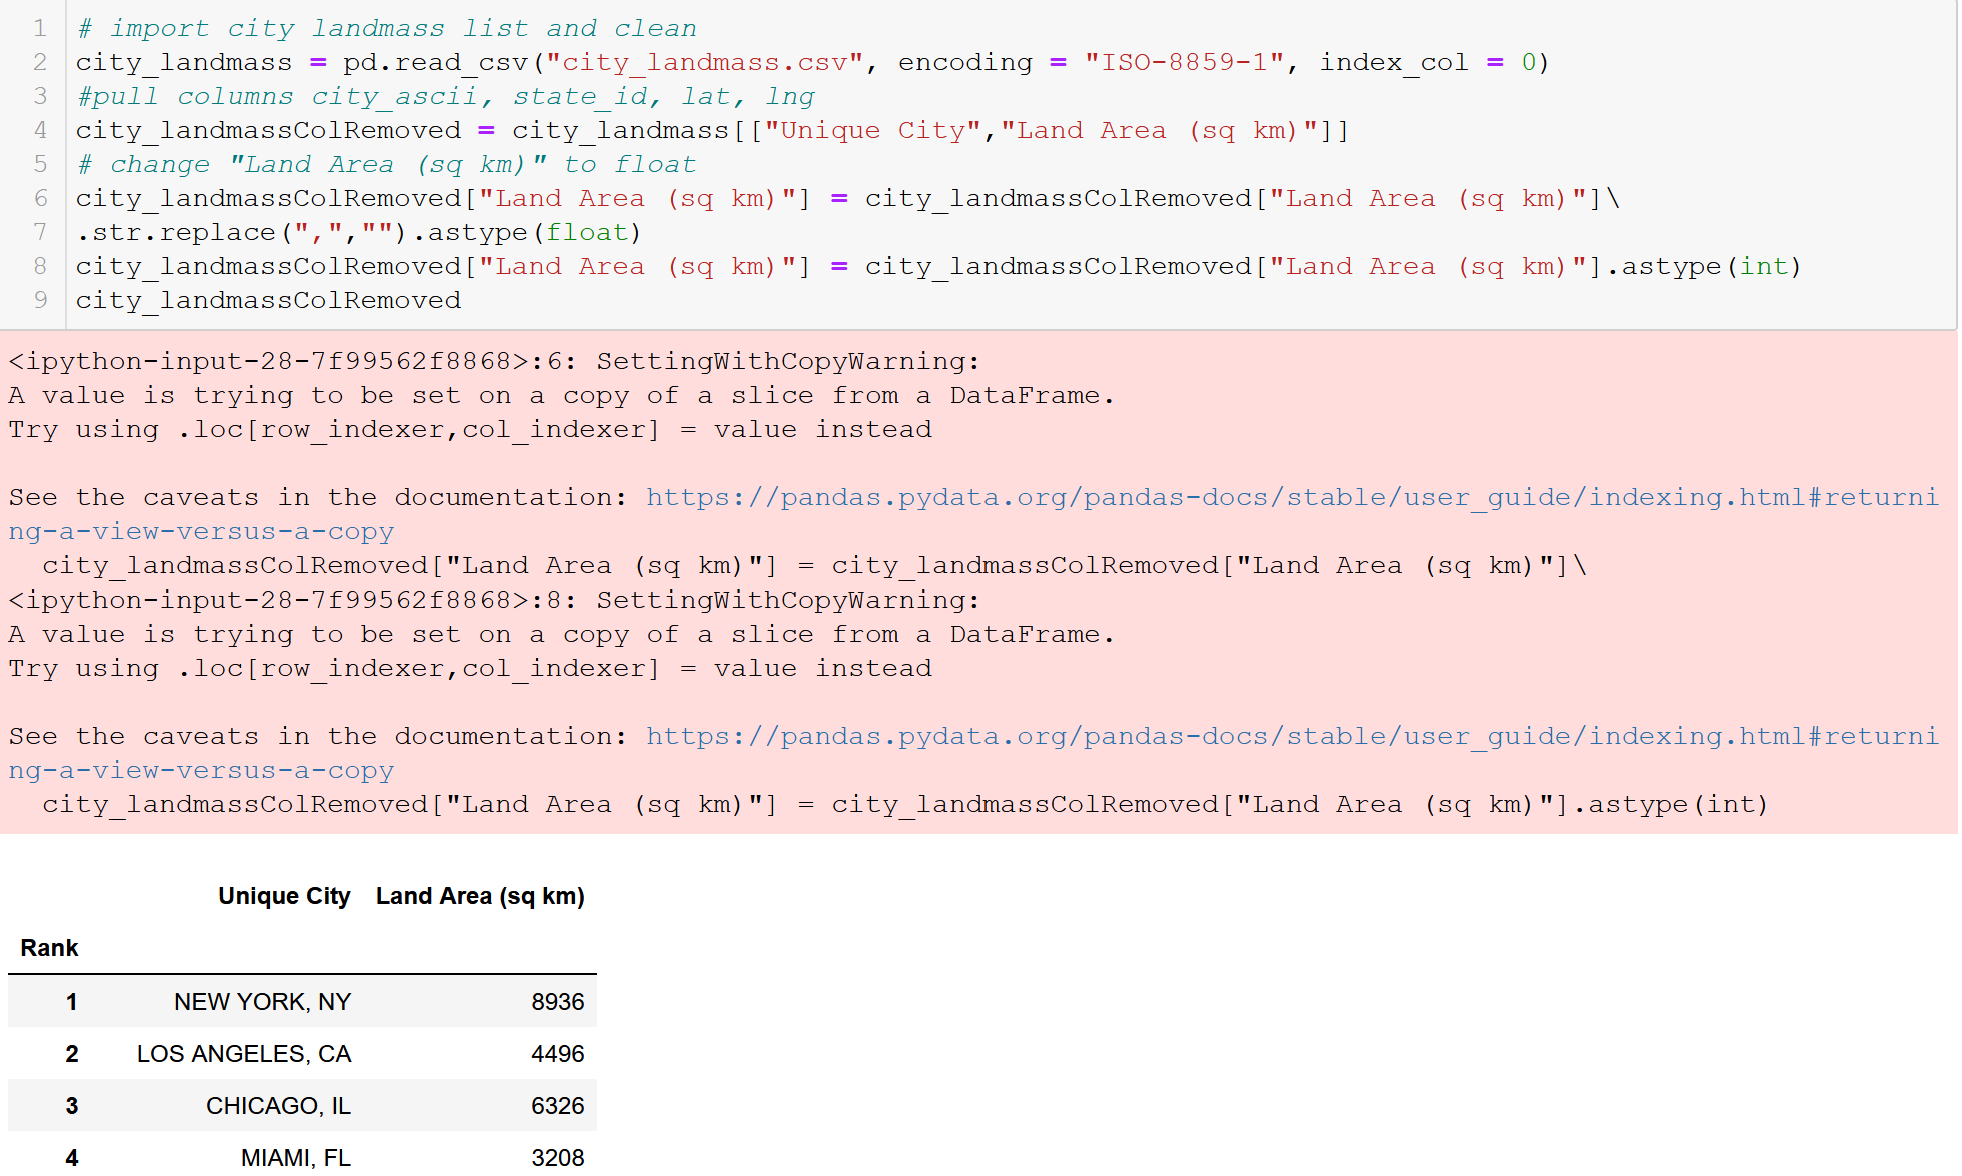 1 # import city landmass list and clean
2 city_landmass = pd.read_csv("city_landmass.csv", encoding = "ISO-8859-1", index_col = 0)
3 #pull columns city_ascii, state_id, lat, lng
4 city_landmassColRemoved = city_landmass[["Unique City","Land Area (sq km)"]]
5 # change "Land Area (sq km)" to float
6 city_landmassColRemoved["Land Area (sq km)"] = city_landmassColRemoved["Land Area (sq km)"]\
7 .str.replace(",","").astype(float)
8 city_landmassColRemoved["Land Area (sq km)"] = city_landmassColRemoved["Land Area (sq km)"].astype(int)
9 city_landmassColRemoved
<ipython-input-28-7f99562f8868>:6: SettingWithCopyWarning:
A value is trying to be set on a copy of a slice from a DataFrame.
Try using .loc[row_indexer,col_indexer] = value instead
See the caveats in the documentation: https://pandas.pydata.org/pandas-docs/stable/user_guide/indexing.html#returni
ng-a-view-versus-a-copy
  city_landmassColRemoved["Land Area (sq km)"] = city_landmassColRemoved["Land Area (sq km)"]\
<ipython-input-28-7f99562f8868>:8: SettingWithCopyWarning:
A value is trying to be set on a copy of a slice from a DataFrame.
Try using .loc[row_indexer,col_indexer] = value instead
See the caveats in the documentation: https://pandas.pydata.org/pandas-docs/stable/user_guide/indexing.html#returni
ng-a-view-versus-a-copy
  city_landmassColRemoved["Land Area (sq km)"] = city_landmassColRemoved["Land Area (sq km)"].astype(int)
Unique City Land Area (sq km)
Rank
1 NEW YORK, NY 8936
2 LOS ANGELES, CA 4496
3 CHICAGO, IL 6326
4 MIAMI, FL 3208